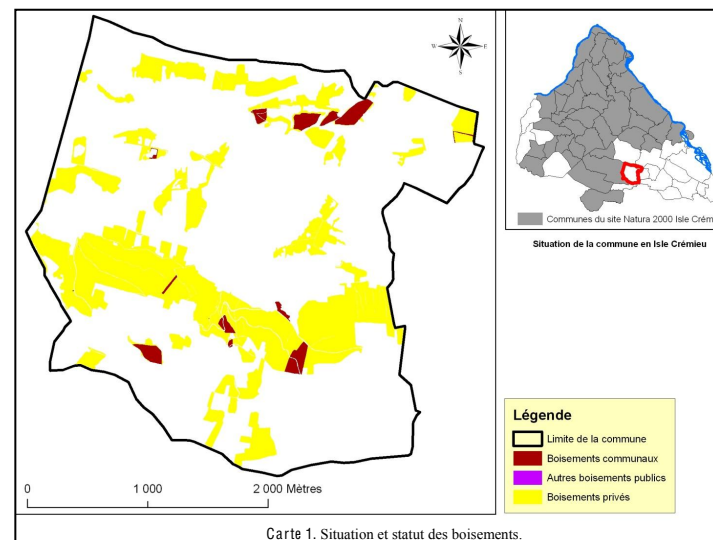 N
W E
S
Communes du site Natura 2000 Isle Crém
Situation de la commune en Isle Crémieu
Légende
Limite de la commune
Boisements communaux
Autres boisements publics
Boisements privés
0 1 000 2 000 Mètres
Carte 1. Situation et statut des boisements.